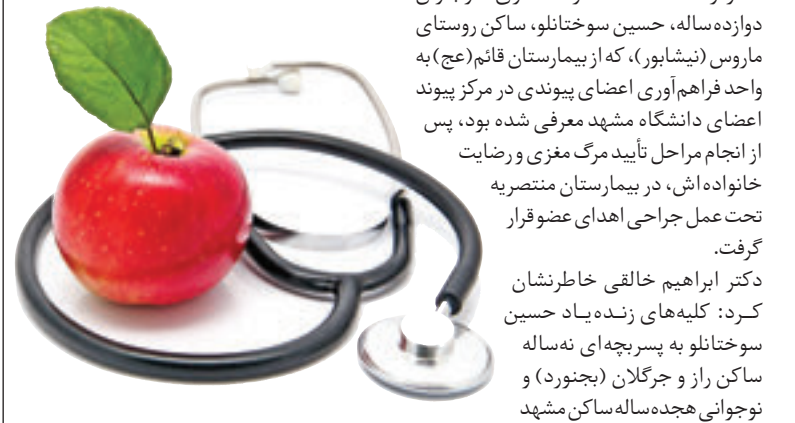 دوازده‌ساله، حسین سوختانلو، ساکن روستای
ماروس (نیشابور)، که از بیمارستان قائم(عج) به
واحد فراهم‌آوری اعضای پیوندی در مرکز پیوند
اعضای دانشگاه مشهد معرفی شده بود، پس
از انجام مراحل تأیید مرگ مغزی و رضایت
خانواده‌اش، در بیمارستان منتصریه
تحت عمل جراحی اهدای عضو قرار
گرفت.
دکتر ابراهیم خالقی خاطرنشان
کـرد: کلیه‌های زنـده‌یـاد حسین
سوختانلو به پسربچه‌ای نه‌ساله
ساکن راز و جرگلان (بجنورد) و
نوجوانی هجده‌ساله ساکن مشهد